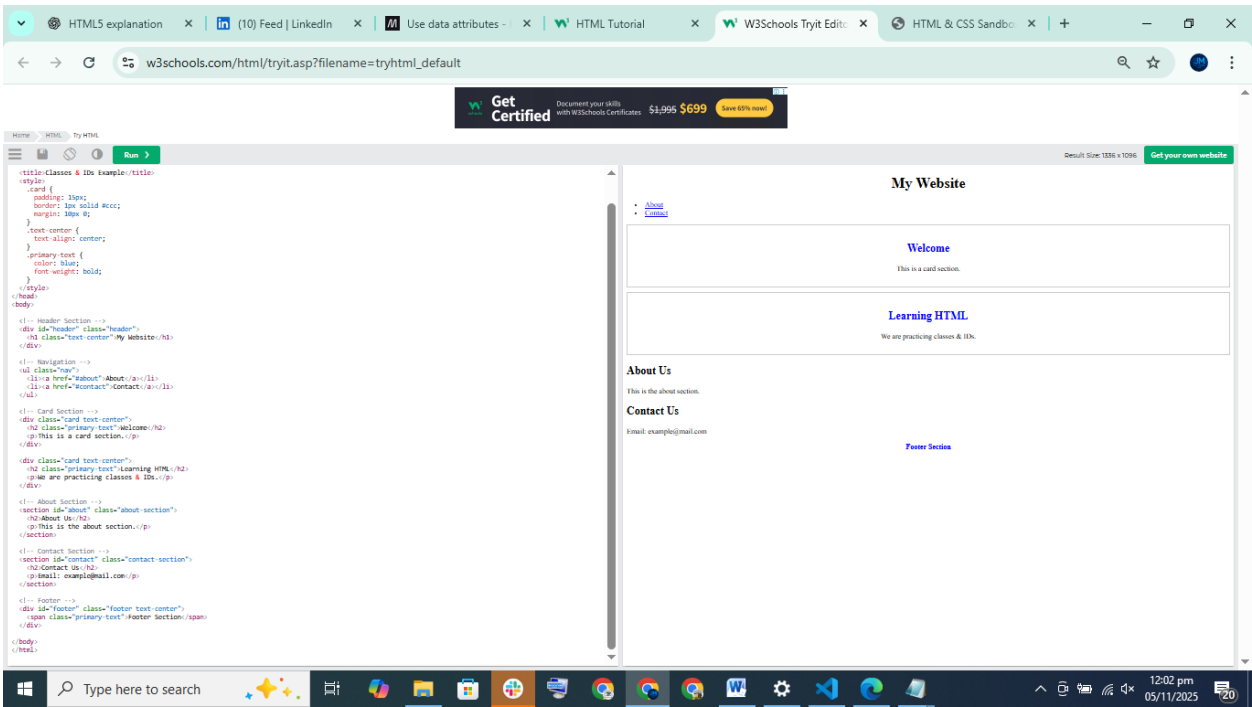 HTML5 explanation
(10) Feed | LinkedIn
Use data attributes -
HTML Tutorial
W3Schools Tryit Edito
HTML & CSS Sandbo
w3schools.com/html/tryit.asp?filename=tryhtml_default
JM
Get
Certified
Document your skills
with W3Schools Certificates
$1,995 $699
Save 65% now!
Home
HTML
Try HTML
Run ❯
Result Size: 1336 x 1096
Get your own website
<title>Classes & IDs Example</title>
<style>
.card {
padding: 15px;
border: 1px solid #ccc;
margin: 10px 0;
}
.text-center {
text-align: center;
}
.primary-text {
color: blue;
font-weight: bold;
}
</style>
</head>
<body>
<!-- Header Section -->
<div id="header" class="header">
<h1 class="text-center">My Website</h1>
</div>
<!-- Navigation -->
<ul class="nav">
<li><a href="#about">About</a></li>
<li><a href="#contact">Contact</a></li>
</ul>
<!-- Card Section -->
<div class="card text-center">
<h2 class="primary-text">Welcome</h2>
<p>This is a card section.</p>
</div>
<div class="card text-center">
<h2 class="primary-text">Learning HTML</h2>
<p>We are practicing classes & IDs.</p>
</div>
<!-- About Section -->
<section id="about" class="about-section">
<h2>About Us</h2>
<p>This is the about section.</p>
</section>
<!-- Contact Section -->
<section id="contact" class="contact-section">
<h2>Contact Us</h2>
<p>Email: example@mail.com</p>
</section>
<!-- Footer -->
<div id="footer" class="footer text-center">
<span class="primary-text">Footer Section</span>
</div>
</body>
</html>
My Website
• About
• Contact
Welcome
This is a card section.
Learning HTML
We are practicing classes & IDs.
About Us
This is the about section.
Contact Us
Email: example@mail.com
Footer Section
Type here to search
12:02 pm
05/11/2025
20